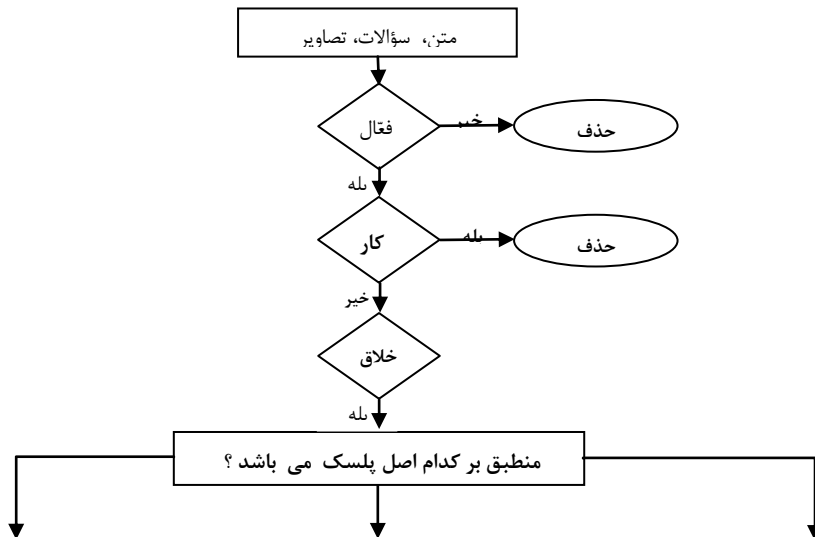 متن، سؤالات، تصاویر
فعّال
خیر
حذف
بله
کار
بله
حذف
خیر
خلاق
بله
منطبق بر کدام اصل پلسک می باشد ؟